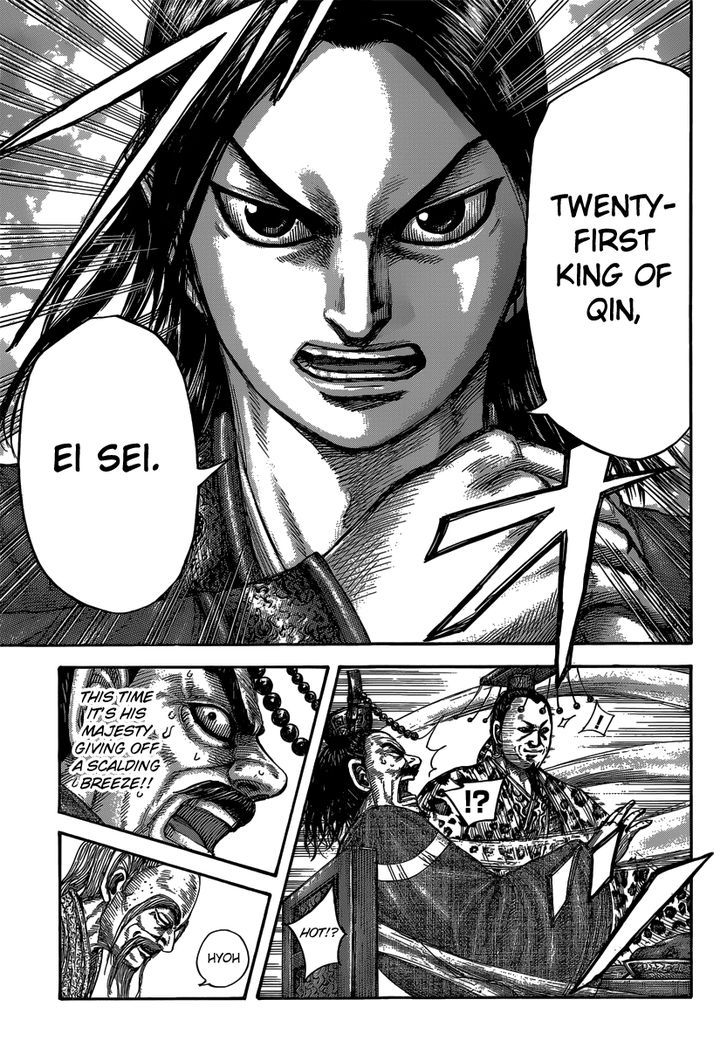 TWENTY-
FIRST
KING OF
QIN,
EI SEI.
!
!?
HOT!?
THIS TIME
IT'S HIS
MAJESTY
GIVING OFF
A SCALDING
BREEZE!!
HYOH